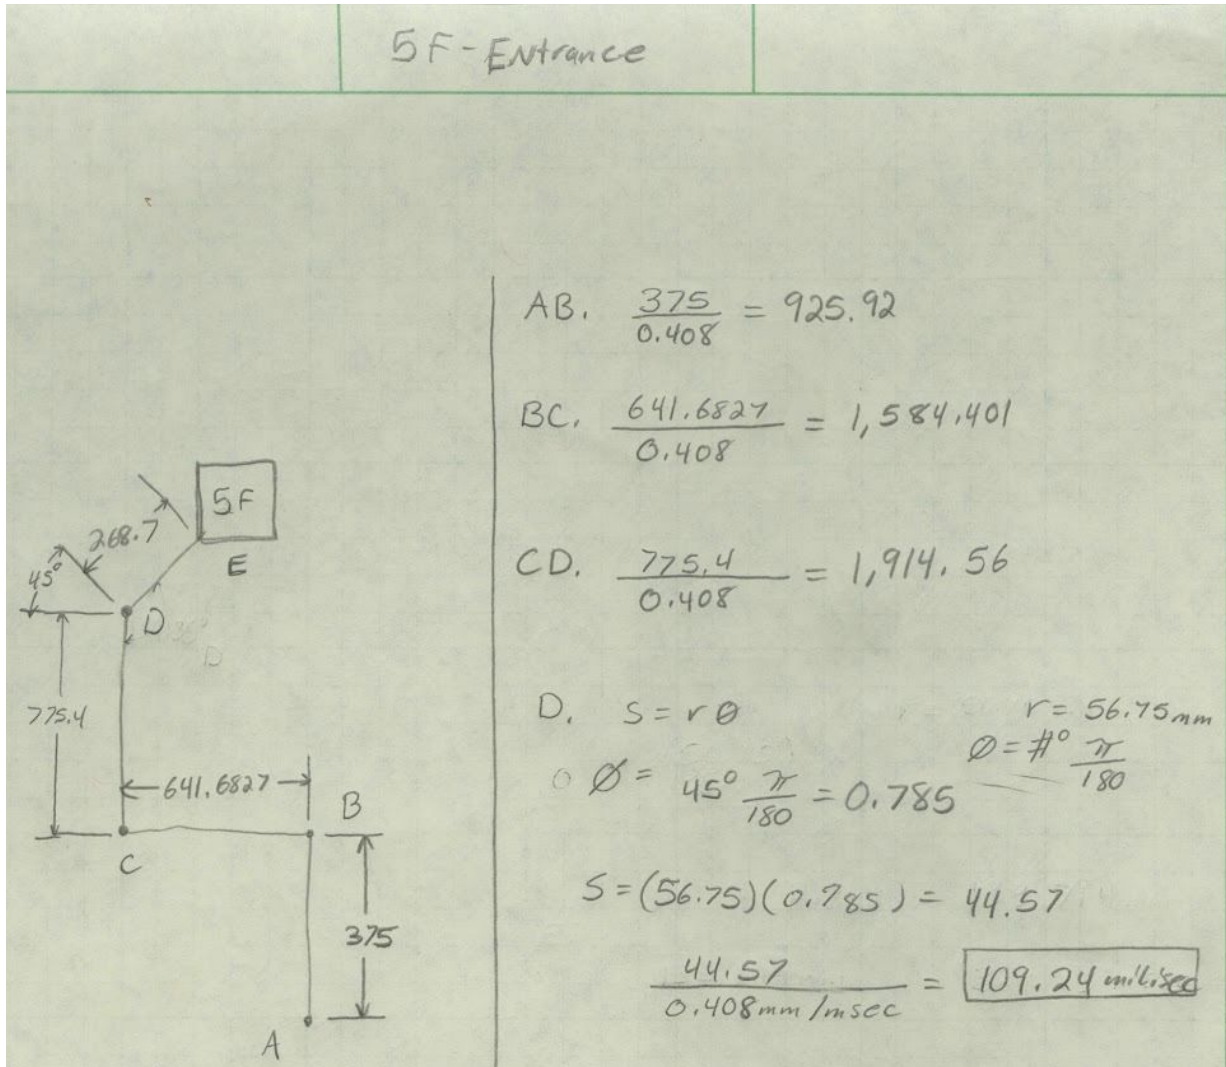 5F-Entrance
AB. 375/0.408 = 925.92
BC. 641.6827/0.408 = 1,584.401
CD. 775.4/0.408 = 1,914.56
D. S = rθ
r = 56.75mm
Ø = #° π/180
Ø = 45° π/180 = 0.785
S = (56.75)(0.785) = 44.57
44.57/0.408mm/msec = 109.24 milisec
5F
268.7
E
45°
D
775.4
641.6827
B
C
375
A